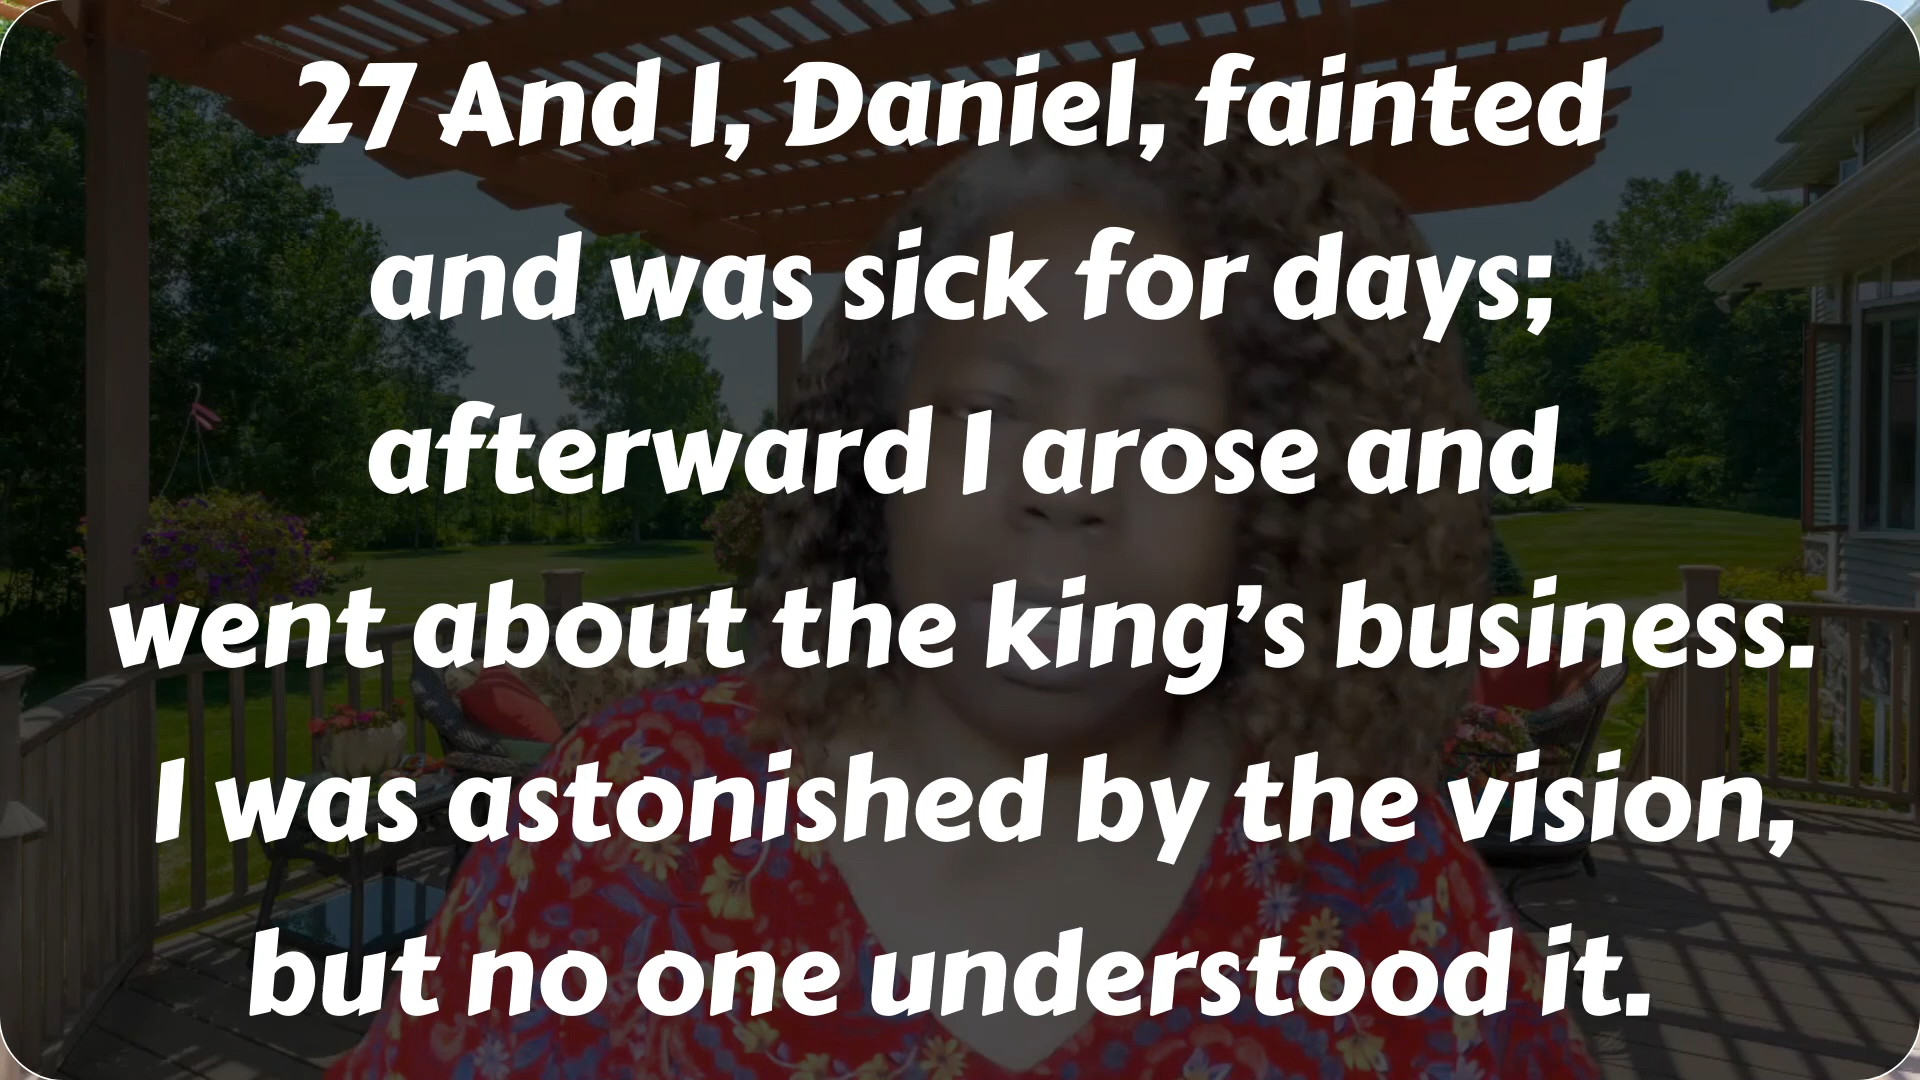 27 And I, Daniel, fainted
and was sick for days;
afterward I arose and
went about the king’s business.
I was astonished by the vision,
but no one understood it.